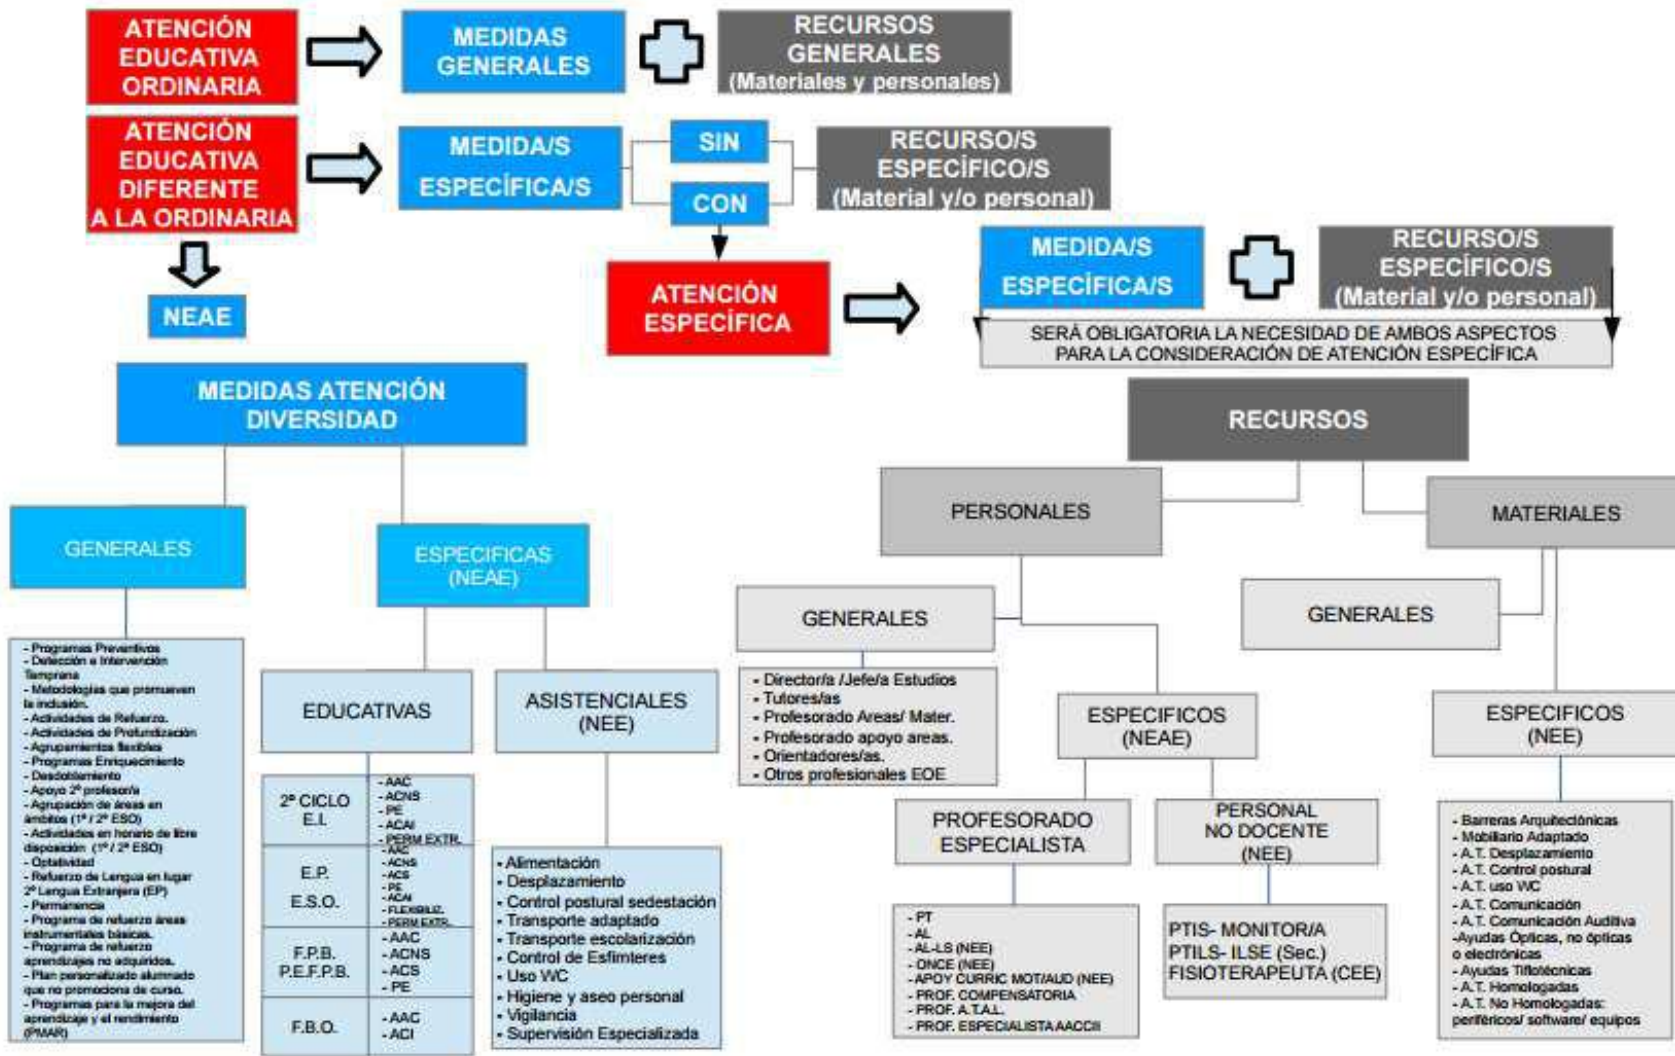 ATENCIÓN
EDUCATIVA
ORDINARIA
MEDIDAS
GENERALES
RECURSOS
GENERALES
(Materiales y personales)
ATENCIÓN
EDUCATIVA
DIFERENTE
A LA ORDINARIA
MEDIDA/S
ESPECÍFICA/S
SIN
CON
RECURSO/S
ESPECÍFICO/S
(Material y/o personal)
NEAE
ATENCIÓN
ESPECÍFICA
MEDIDA/S
ESPECÍFICA/S
RECURSO/S
ESPECÍFICO/S
(Material y/o personal)
SERÁ OBLIGATORIA LA NECESIDAD DE AMBOS ASPECTOS
PARA LA CONSIDERACIÓN DE ATENCIÓN ESPECÍFICA
MEDIDAS ATENCIÓN
DIVERSIDAD
GENERALES
- Programas Preventivos
- Detección e Intervención
Temprana
- Metodologías que promueven
la inclusión.
- Actividades de Refuerzo.
- Actividades de Profundización
- Agrupamientos flexibles
- Programas Enriquecimiento
- Desdoblamiento
- Apoyo 2º profesor/a
- Agrupación de áreas en
ámbitos (1º / 2º ESO)
- Actividades en horario de libre
disposición (1º / 2º ESO)
- Optatividad
- Refuerzo de Lengua en lugar
2º Lengua Extranjera (EP)
- Permanencia
- Programa de refuerzo áreas
instrumentales básicas.
- Programa de refuerzo
aprendizajes no adquiridos.
- Plan personalizado alumnado
que no promociona de curso.
- Programas para la mejora del
aprendizaje y el rendimiento
(PMAR)
ESPECIFICAS
(NEAE)
EDUCATIVAS
2º CICLO
E.I.
- AAC
- ACNS
- PE
- ACAI
- PERM EXTR.
E.P.
E.S.O.
- AAC
- ACNS
- ACS
- PE
- ACAI
- FLEXIBILIZ.
- PERM EXTR.
F.P.B.
P.E.F.P.B.
- AAC
- ACNS
- ACS
- PE
F.B.O.
- AAC
- ACI
ASISTENCIALES
(NEE)
- Alimentación
- Desplazamiento
- Control postural sedestación
- Transporte adaptado
- Transporte escolarización
- Control de Esfímteres
- Uso WC
- Higiene y aseo personal
- Vigilancia
- Supervisión Especializada
RECURSOS
PERSONALES
GENERALES
- Director/a /Jefe/a Estudios
- Tutores/as
- Profesorado Areas/ Mater.
- Profesorado apoyo areas.
- Orientadores/as.
- Otros profesionales EOE
ESPECIFICOS
(NEAE)
PROFESORADO
ESPECIALISTA
- PT
- AL
- AL-LS (NEE)
- ONCE (NEE)
- APOY CURRIC MOT/AUD (NEE)
- PROF. COMPENSATORIA
- PROF. A.T.A.L.
- PROF. ESPECIALISTA AACCII
PERSONAL
NO DOCENTE
(NEE)
PTIS- MONITOR/A
PTILS- ILSE (Sec.)
FISIOTERAPEUTA (CEE)
MATERIALES
GENERALES
ESPECIFICOS
(NEE)
- Barreras Arquitectónicas
- Mobiliario Adaptado
- A.T. Desplazamiento
- A.T. Control postural
- A.T. uso WC
- A.T. Comunicación
- A.T. Comunicación Auditiva
-Ayudas Ópticas, no ópticas
o electrónicas
- Ayudas Tiflotécnicas
- A.T. Homologadas
- A.T. No Homologadas:
periféricos/ software/ equipos